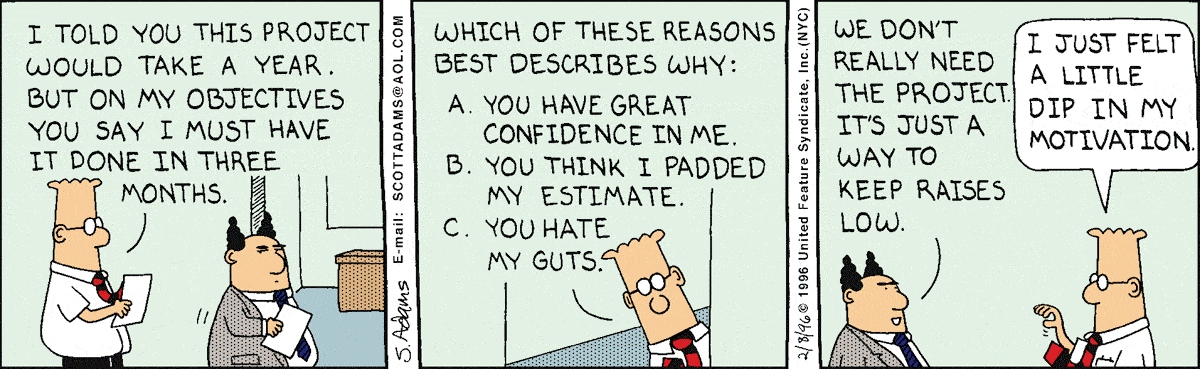 I TOLD YOU THIS PROJECT
WOULD TAKE A YEAR.
BUT ON MY OBJECTIVES
YOU SAY I MUST HAVE
IT DONE IN THREE
MONTHS.
S. Adams
E-mail: SCOTTADAMS@AOL.COM
WHICH OF THESE REASONS
BEST DESCRIBES WHY:
A. YOU HAVE GREAT
CONFIDENCE IN ME.
B. YOU THINK I PADDED
MY ESTIMATE.
C. YOU HATE
MY GUTS.
2/8/96 © 1996 United Feature Syndicate, Inc.(NYC)
WE DON'T
REALLY NEED
THE PROJECT.
IT'S JUST A
WAY TO
KEEP RAISES
LOW.
I JUST FELT
A LITTLE
DIP IN MY
MOTIVATION.